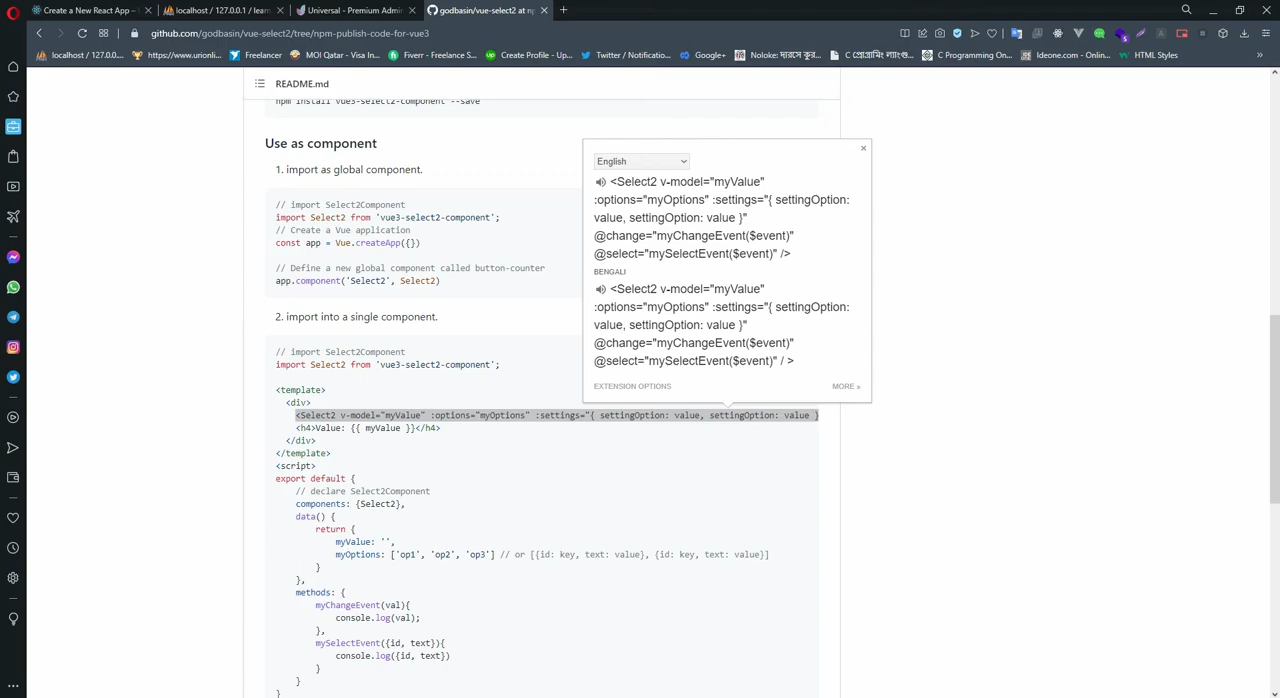 Create a New React App –
localhost / 127.0.0.1 / lear
Universal - Premium Admin
godbasin/vue-select2 at np
github.com/godbasin/vue-select2/tree/npm-publish-code-for-vue3
localhost / 127.0.0....
https://www.urionli...
Freelancer
MOI Qatar - Visa In...
Fiverr - Freelance S...
Create Profile - Up...
Twitter / Notificatio...
Google+
C Programming On...
Ideone.com - Onlin...
HTML Styles
README.md
npm install vue3-select2-component --save
Use as component
1. import as global component.
// import Select2Component
import Select2 from 'vue3-select2-component';
// Create a Vue application
const app = Vue.createApp({})
// Define a new global component called button-counter
app.component('Select2', Select2)
2. import into a single component.
// import Select2Component
import Select2 from 'vue3-select2-component';
<template>
<div>
<Select2 v-model="myValue" :options="myOptions" :settings="{ settingOption: value, settingOption: value }
<h4>Value: {{ myValue }}</h4>
</div>
</template>
<script>
export default {
// declare Select2Component
components: {Select2},
data() {
return {
myValue: '',
myOptions: ['op1', 'op2', 'op3'] // or [{id: key, text: value}, {id: key, text: value}]
}
},
methods: {
myChangeEvent(val){
console.log(val);
},
mySelectEvent({id, text}){
console.log({id, text})
}
}
}
English
<Select2 v-model="myValue"
:options="myOptions" :settings="{ settingOption:
value, settingOption: value }"
@change="myChangeEvent($event)"
@select="mySelectEvent($event)" />
BENGALI
<Select2 v-model="myValue"
:options="myOptions" :settings="{ settingOption:
value, settingOption: value }"
@change="myChangeEvent($event)"
@select="mySelectEvent($event)" / >
EXTENSION OPTIONS
MORE »